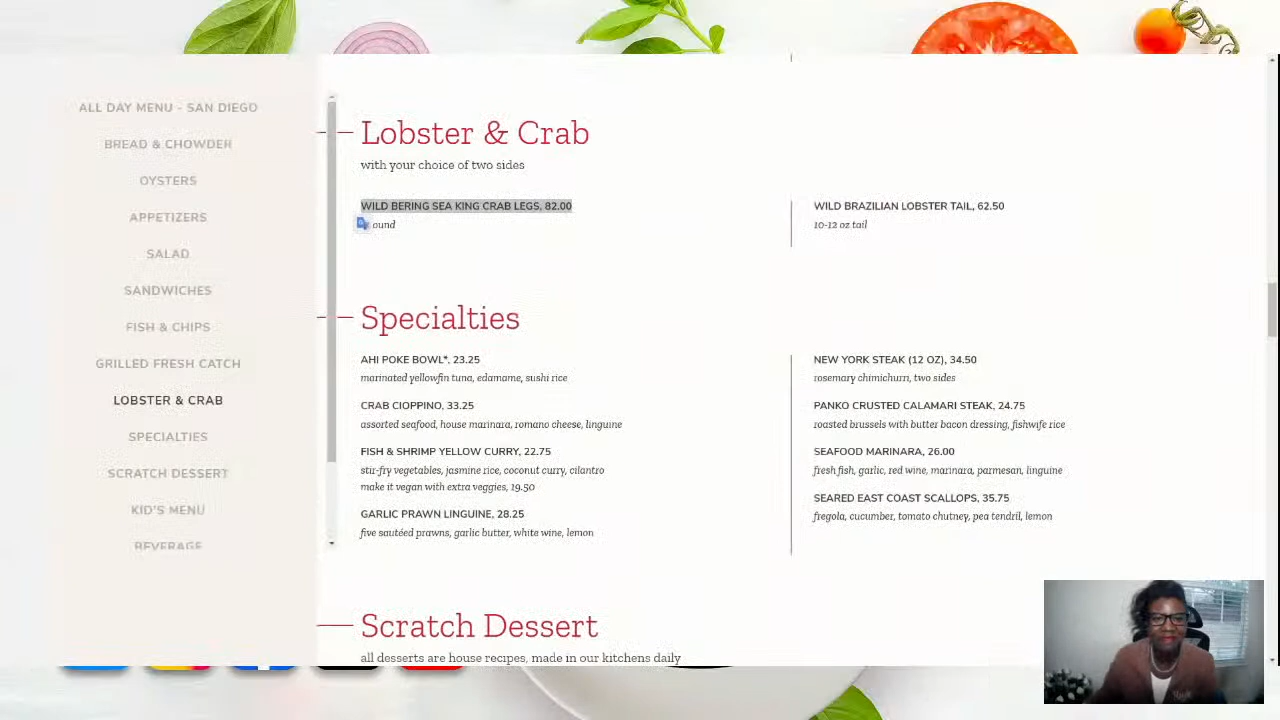 ALL DAY MENU - SAN DIEGO
BREAD & CHOWDER
OYSTERS
APPETIZERS
SALAD
SANDWICHES
FISH & CHIPS
GRILLED FRESH CATCH
LOBSTER & CRAB
SPECIALTIES
SCRATCH DESSERT
KID'S MENU
BEVERAGE
Lobster & Crab
with your choice of two sides
WILD BERING SEA KING CRAB LEGS, 82.00
ound
WILD BRAZILIAN LOBSTER TAIL, 62.50
10-12 oz tail
Specialties
AHI POKE BOWL*, 23.25
marinated yellowfin tuna, edamame, sushi rice
CRAB CIOPPINO, 33.25
assorted seafood, house marinara, romano cheese, linguine
FISH & SHRIMP YELLOW CURRY, 22.75
stir-fry vegetables, jasmine rice, coconut curry, cilantro
make it vegan with extra veggies, 19.50
GARLIC PRAWN LINGUINE, 28.25
five sautéed prawns, garlic butter, white wine, lemon
NEW YORK STEAK (12 OZ), 34.50
rosemary chimichurri, two sides
PANKO CRUSTED CALAMARI STEAK, 24.75
roasted brussels with butter bacon dressing, fishwife rice
SEAFOOD MARINARA, 26.00
fresh fish, garlic, red wine, marinara, parmesan, linguine
SEARED EAST COAST SCALLOPS, 35.75
fregola, cucumber, tomato chutney, pea tendril, lemon
Scratch Dessert
all desserts are house recipes, made in our kitchens daily